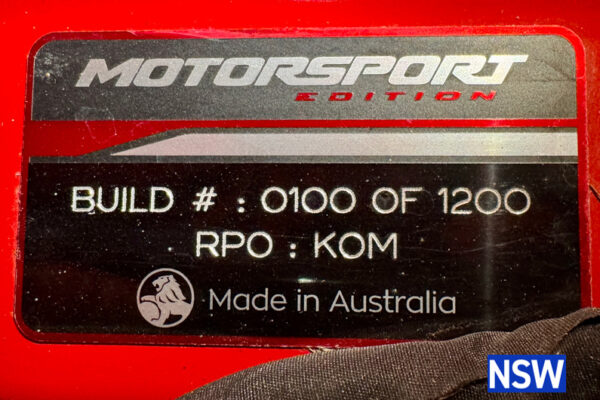 MOTORSPORT
EDITION
BUILD # : 0100 OF 1200
RPO : KOM
Made in Australia
NSW